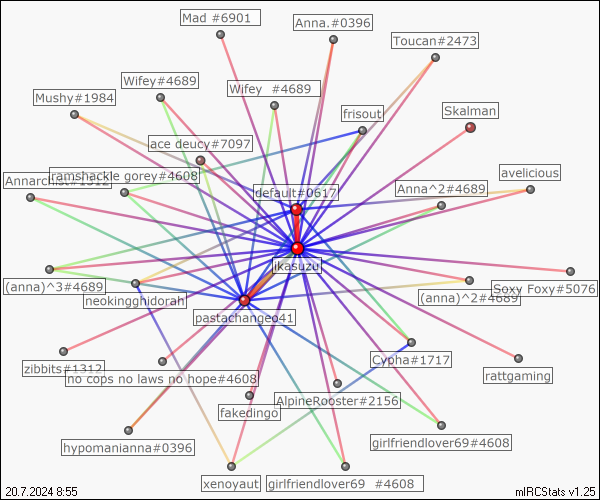 Mad #6901
Anna.#0396
Toucan#2473
Wifey#4689
Wifey  #4689
Mushy#1984
frisout
Skalman
ace deucy#7097
ramshackle gorey#4608
avelicious
default#0617
Anna^2#4689
jkasuzu
(anna)^3#4689
(anna)^2#4689
Soxy Foxy#5076
neokingghidorah
pastachangeo41
zibbits#1312
Cypha#1717
rattgaming
no cops no laws no hope#4608
AlpineRooster#2156
fakedingo
hypomanianna#0396
girlfriendlover69#4608
xenoyaut
girlfriendlover69  #4608
20.7.2024 8:55
mIRCStats v1.25